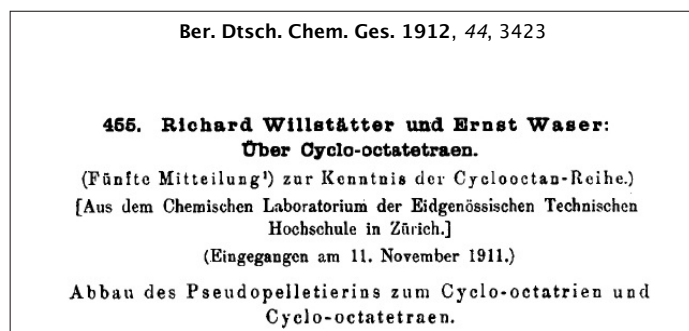 Ber. Dtsch. Chem. Ges. 1912, 44, 3423
455. Richard Willstätter und Ernst Waser:
Über Cyclo-octatetraen.
(Fünfte Mitteilung¹) zur Kenntnis der Cyclooctan-Reihe.)
[Aus dem Chemischen Laboratorium der Eidgenössischen Technischen
Hochschule in Zürich.]
(Eingegangen am 11. November 1911.)
Abbau des Pseudopelletierins zum Cyclo-octatrien und
Cyclo-octatetraen.